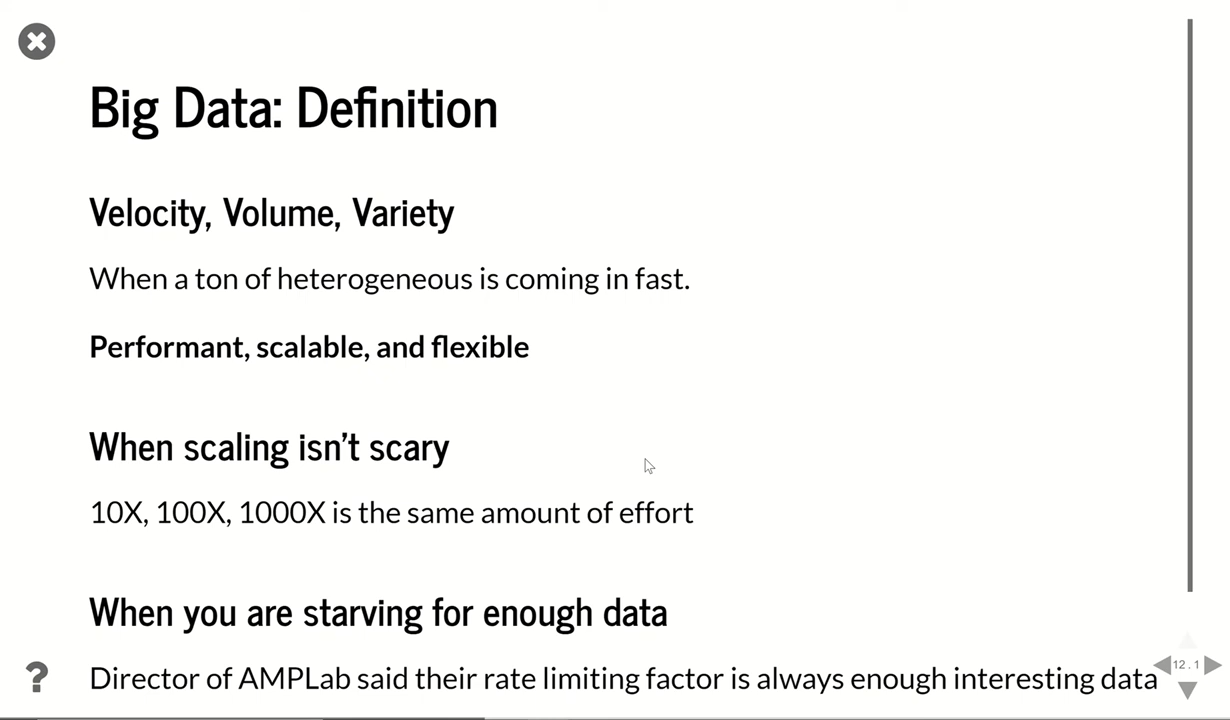 Big Data: Definition
Velocity, Volume, Variety
When a ton of heterogeneous is coming in fast.
Performant, scalable, and flexible
When scaling isn't scary
10X, 100X, 1000X is the same amount of effort
When you are starving for enough data
Director of AMPLab said their rate limiting factor is always enough interesting data
?
12 . 1